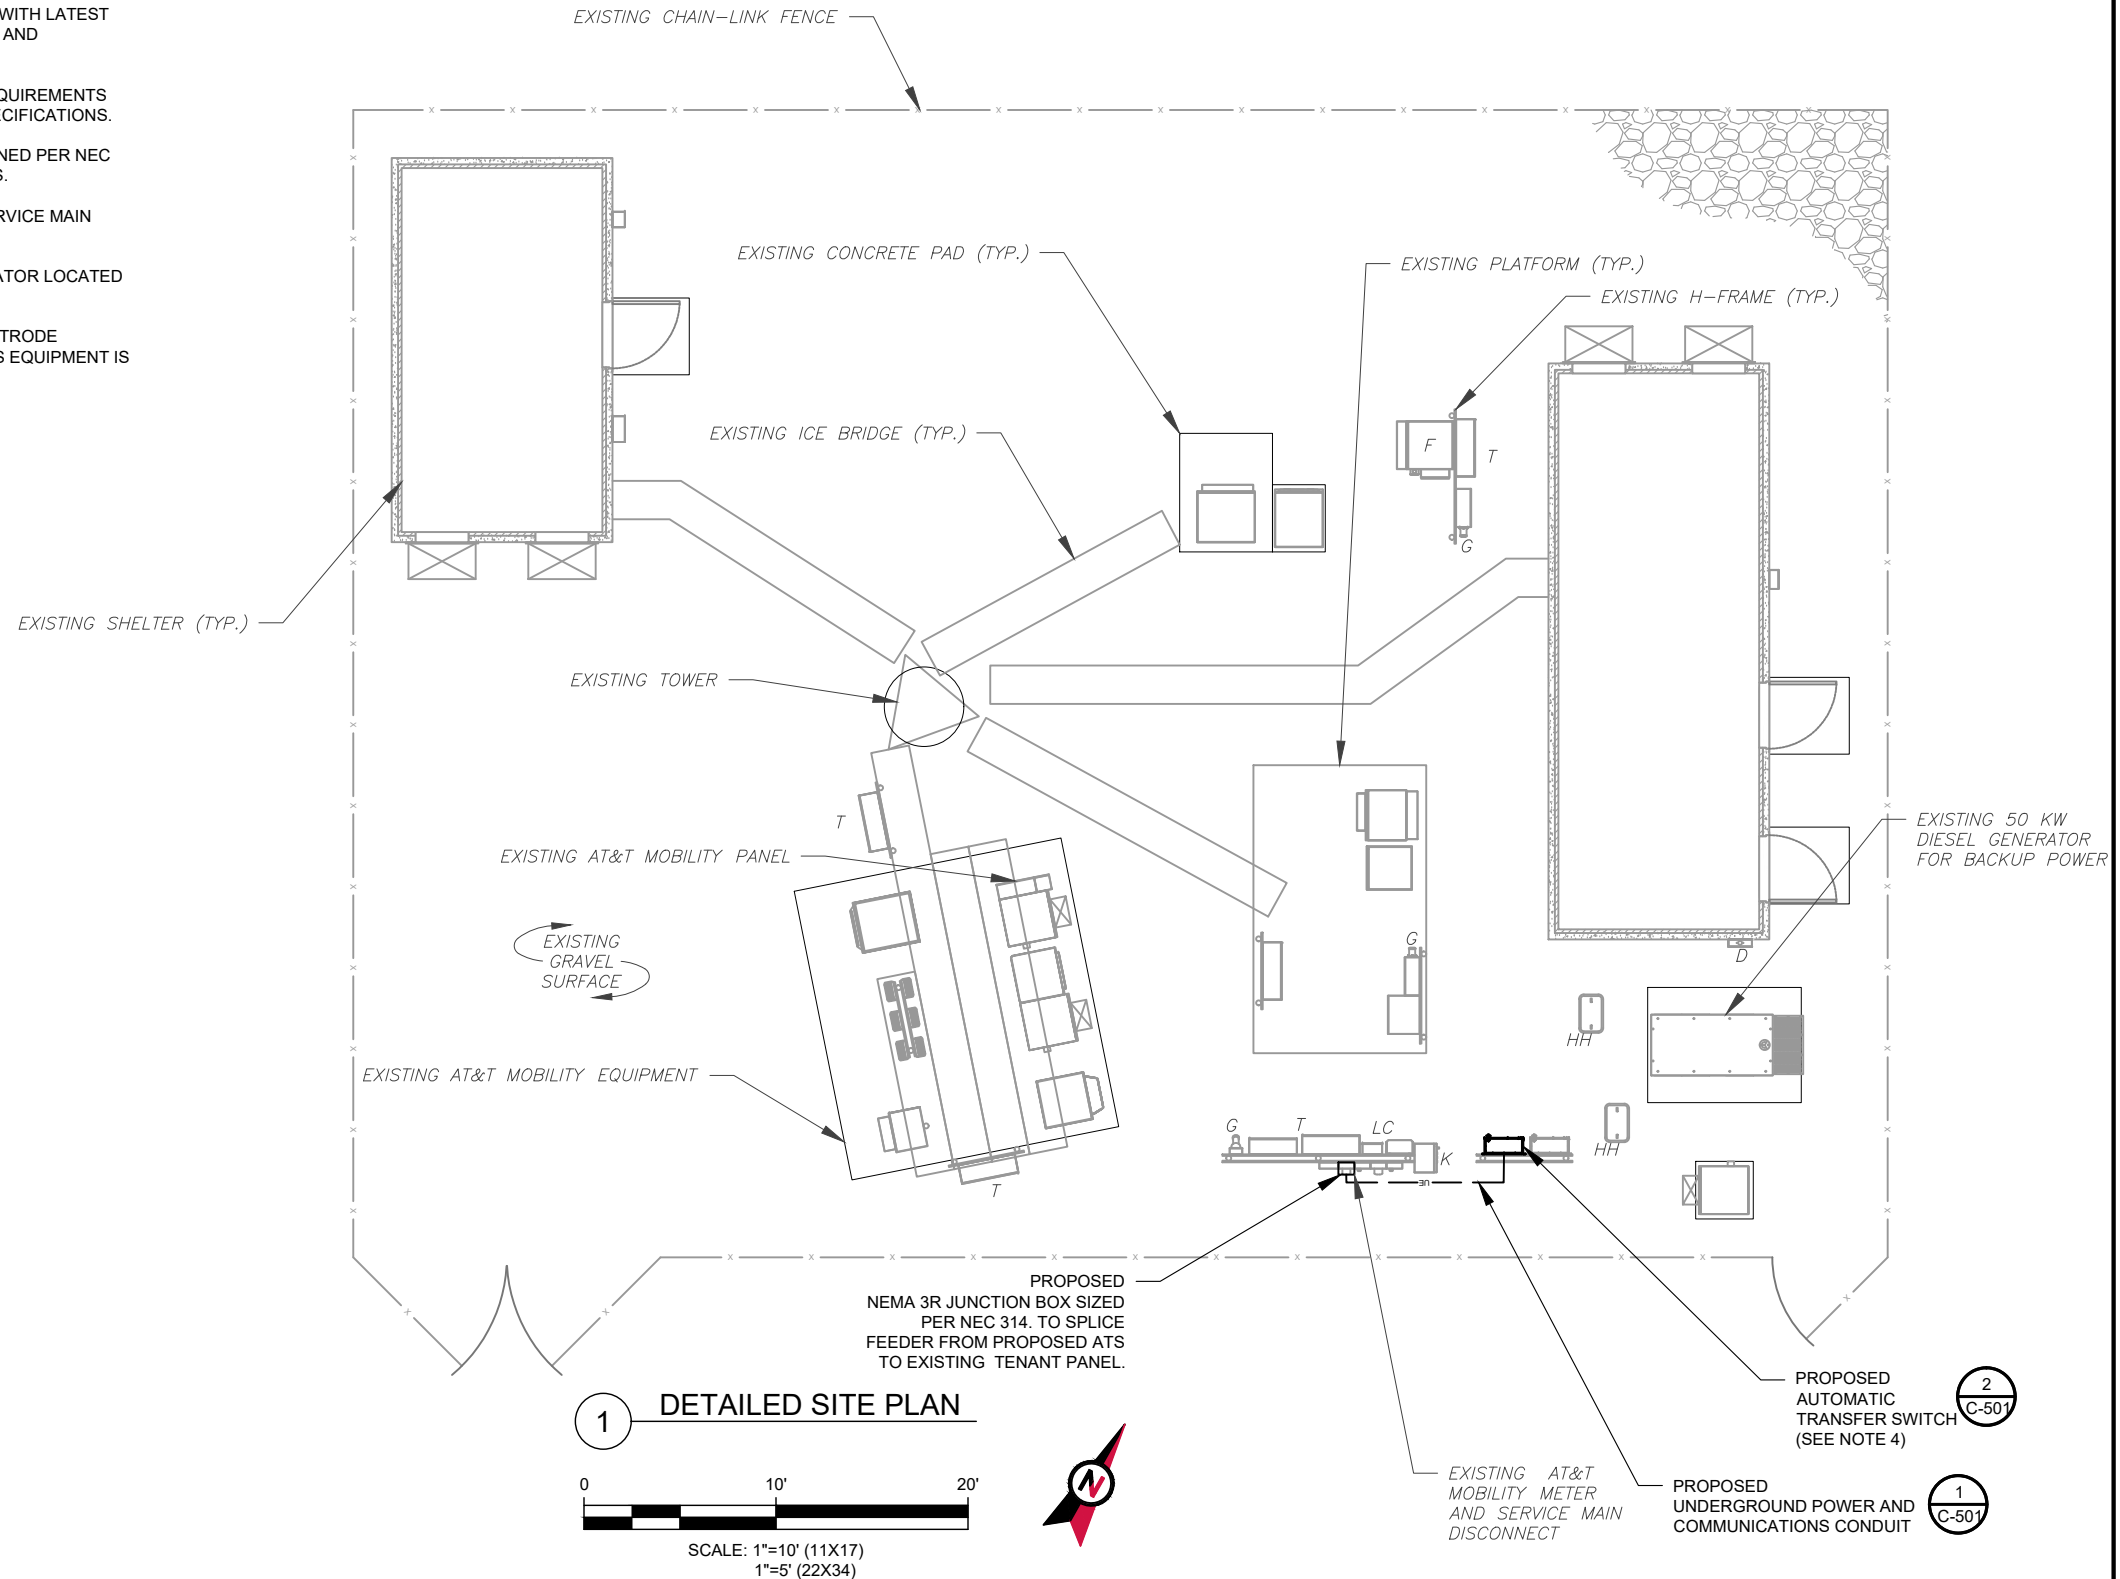 WITH LATEST
AND
QUIREMENTS
ECIFICATIONS.
NED PER NEC
S.
RVICE MAIN
ATOR LOCATED
TRODE
S EQUIPMENT IS
EXISTING CHAIN-LINK FENCE
EXISTING CONCRETE PAD (TYP.)
EXISTING PLATFORM (TYP.)
EXISTING H-FRAME (TYP.)
EXISTING ICE BRIDGE (TYP.)
F
T
G
EXISTING SHELTER (TYP.)
EXISTING TOWER
T
EXISTING AT&T MOBILITY PANEL
EXISTING 50 KW
DIESEL GENERATOR
FOR BACKUP POWER
EXISTING
GRAVEL
SURFACE
G
D
HH
EXISTING AT&T MOBILITY EQUIPMENT
G
T
LC
K
HH
T
UE
PROPOSED
NEMA 3R JUNCTION BOX SIZED
PER NEC 314. TO SPLICE
FEEDER FROM PROPOSED ATS
TO EXISTING TENANT PANEL.
PROPOSED
AUTOMATIC
TRANSFER SWITCH
(SEE NOTE 4)
2
C-501
EXISTING AT&T
MOBILITY METER
AND SERVICE MAIN
DISCONNECT
PROPOSED
UNDERGROUND POWER AND
COMMUNICATIONS CONDUIT
1
C-501
1
DETAILED SITE PLAN
0 10' 20'
SCALE: 1"=10' (11X17)
1"=5' (22X34)
N